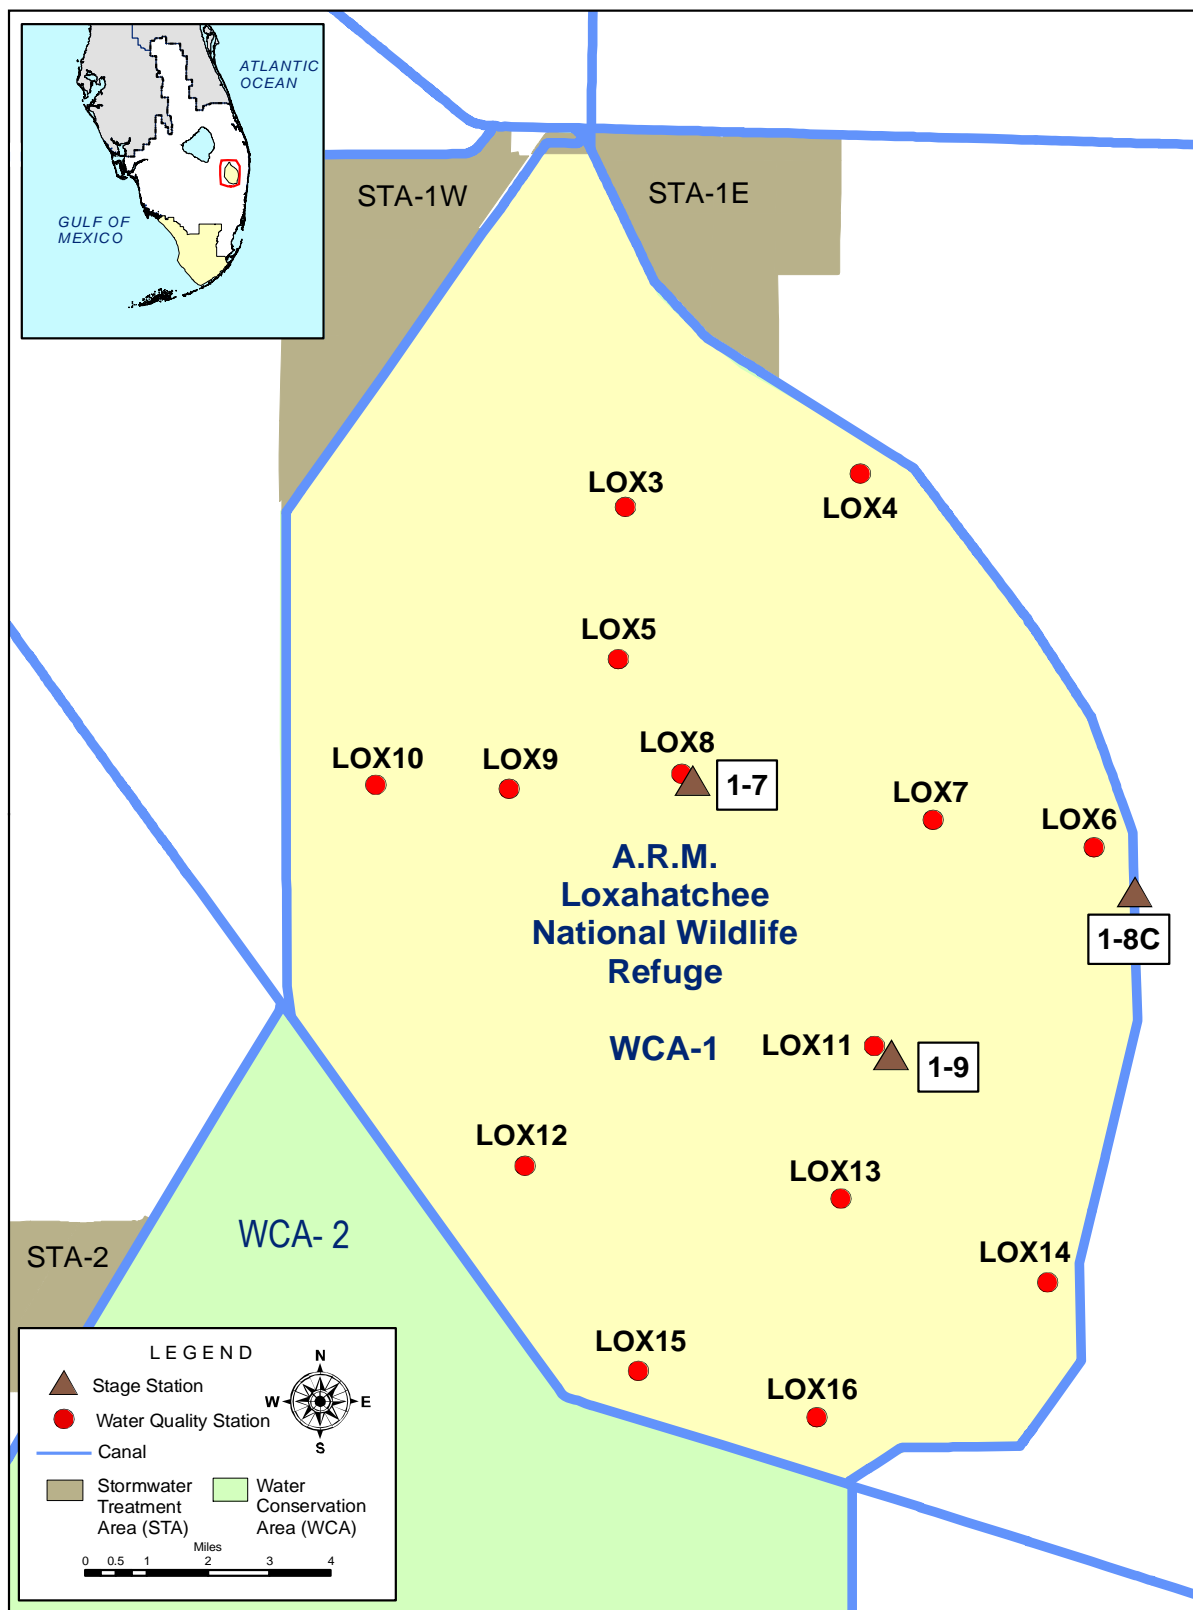 ATLANTIC
OCEAN
GULF OF
MEXICO
STA-1W
STA-1E
LOX3
LOX4
LOX5
LOX8
LOX10
LOX9
1-7
LOX7
LOX6
A.R.M.
Loxahatchee
National Wildlife
Refuge
1-8C
WCA-1
LOX11
1-9
LOX12
LOX13
WCA- 2
STA-2
LOX14
LOX15
LOX16
LEGEND
N
W
E
S
Stage Station
Water Quality Station
Canal
Stormwater
Treatment
Area (STA)
Water
Conservation
Area (WCA)
Miles
0 0.5 1 2 3 4